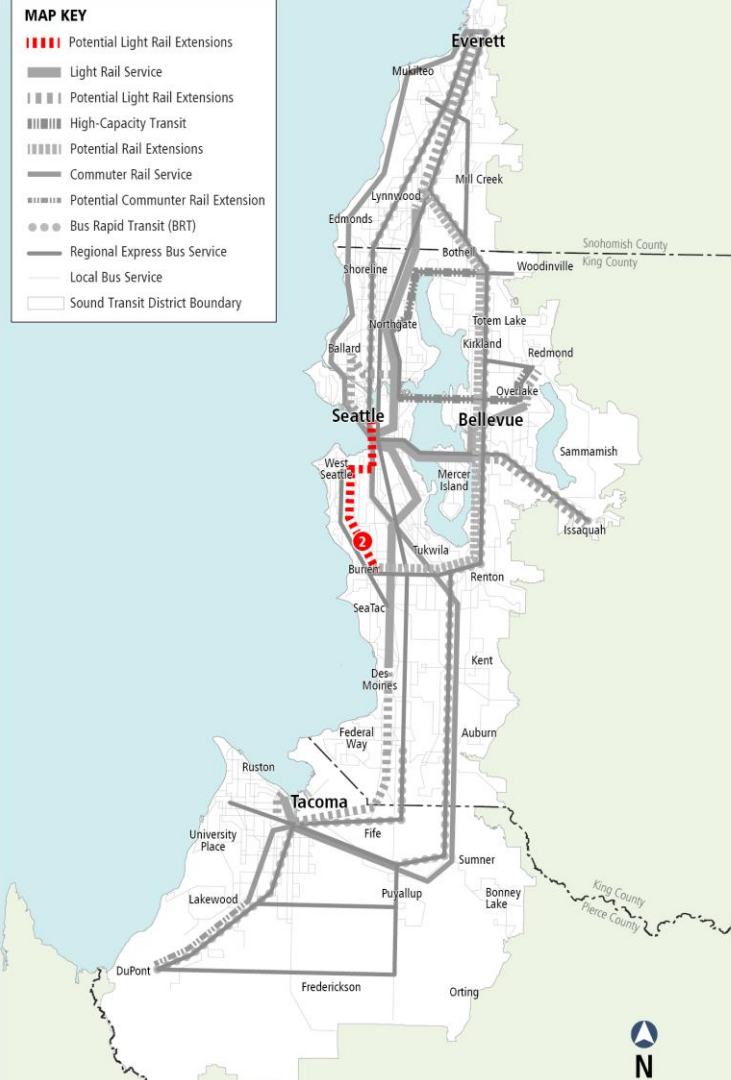 MAP KEY
Potential Light Rail Extensions
Light Rail Service
Potential Light Rail Extensions
High-Capacity Transit
Potential Rail Extensions
Commuter Rail Service
Potential Communter Rail Extension
Bus Rapid Transit (BRT)
Regional Express Bus Service
Local Bus Service
Sound Transit District Boundary
Everett
Mukilteo
Mill Creek
Lynnwood
Edmonds
Bothell
Snohomish County
King County
Shoreline
Woodinville
Northgate
Totem Lake
Ballard
Kirkland
Redmond
Overlake
Seattle
Bellevue
Sammamish
West
Seattle
Mercer
Island
Issaquah
2
Tukwila
Burien
Renton
SeaTac
Kent
Des
Moines
Federal
Way
Auburn
Ruston
Tacoma
University
Place
Fife
Sumner
King County
Pierce County
Lakewood
Puyallup
Bonney
Lake
DuPont
Frederickson
Orting
N